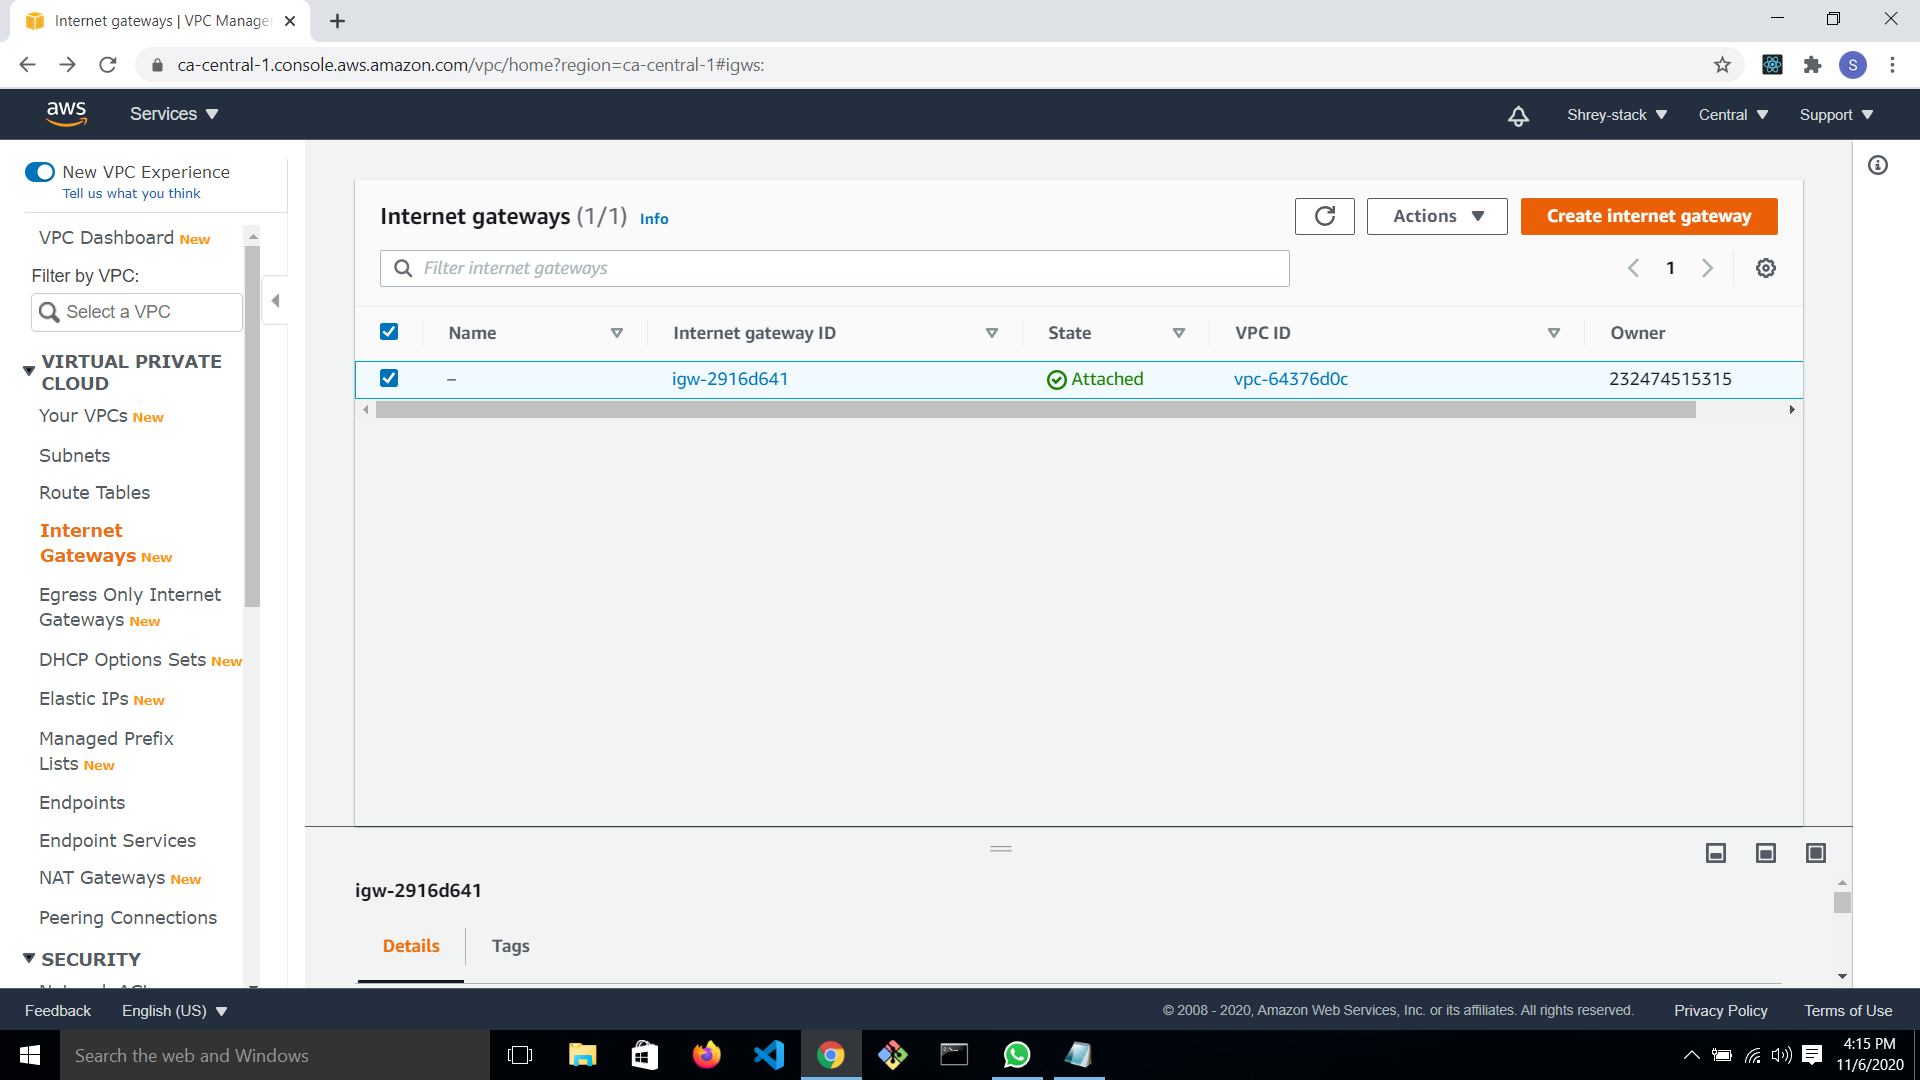 Internet gateways | VPC Manage
ca-central-1.console.aws.amazon.com/vpc/home?region=ca-central-1#igws:
S
aws
Services
Shrey-stack
Central
Support
New VPC Experience
Tell us what you think
VPC Dashboard New
Filter by VPC:
Select a VPC
VIRTUAL PRIVATE
CLOUD
Your VPCs New
Subnets
Route Tables
Internet
Gateways New
Egress Only Internet
Gateways New
DHCP Options Sets New
Elastic IPs New
Managed Prefix
Lists New
Endpoints
Endpoint Services
NAT Gateways New
Peering Connections
SECURITY
Internet gateways (1/1) Info
Actions
Create internet gateway
Filter internet gateways
1
Name Internet gateway ID State VPC ID Owner
– igw-2916d641 Attached vpc-64376d0c 232474515315
igw-2916d641
Details
Tags
Feedback
English (US)
© 2008 - 2020, Amazon Web Services, Inc. or its affiliates. All rights reserved.
Privacy Policy
Terms of Use
Search the web and Windows
4:15 PM
11/6/2020